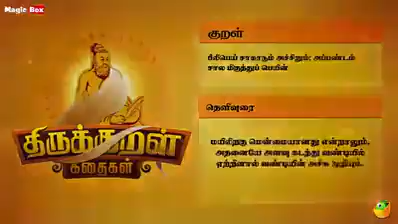 Magic Box
குறள்
பீலிபெய் சாகாடும் அச்சிறும்; அப்பண்டம்
சால மிகுத்துப் பெயின்
தெளிவுரை
திருக்குறள்
கதைகள்
மயிலிறகு மென்மையானது என்றாலும்,
அதனையே அளவு கடந்து வண்டியில்
ஏற்றினால் வண்டியின் அச்சு முறியும்.